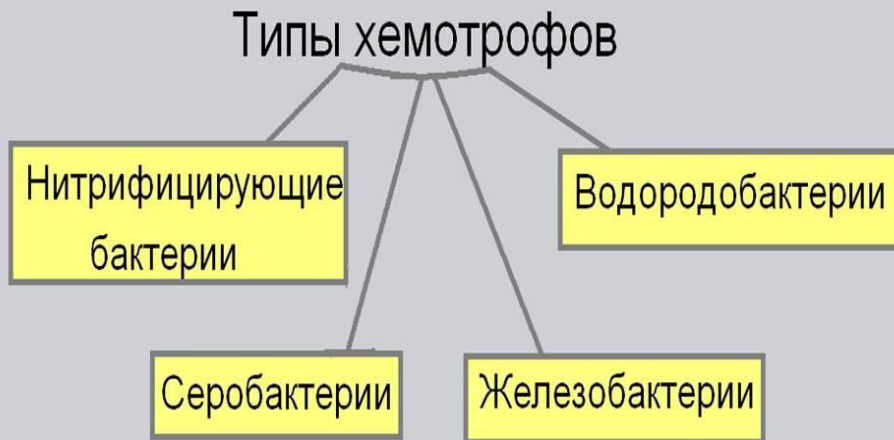 Типы хемотрофов
Нитрифицирующие
бактерии
Водородобактерии
Серобактерии
Железобактерии